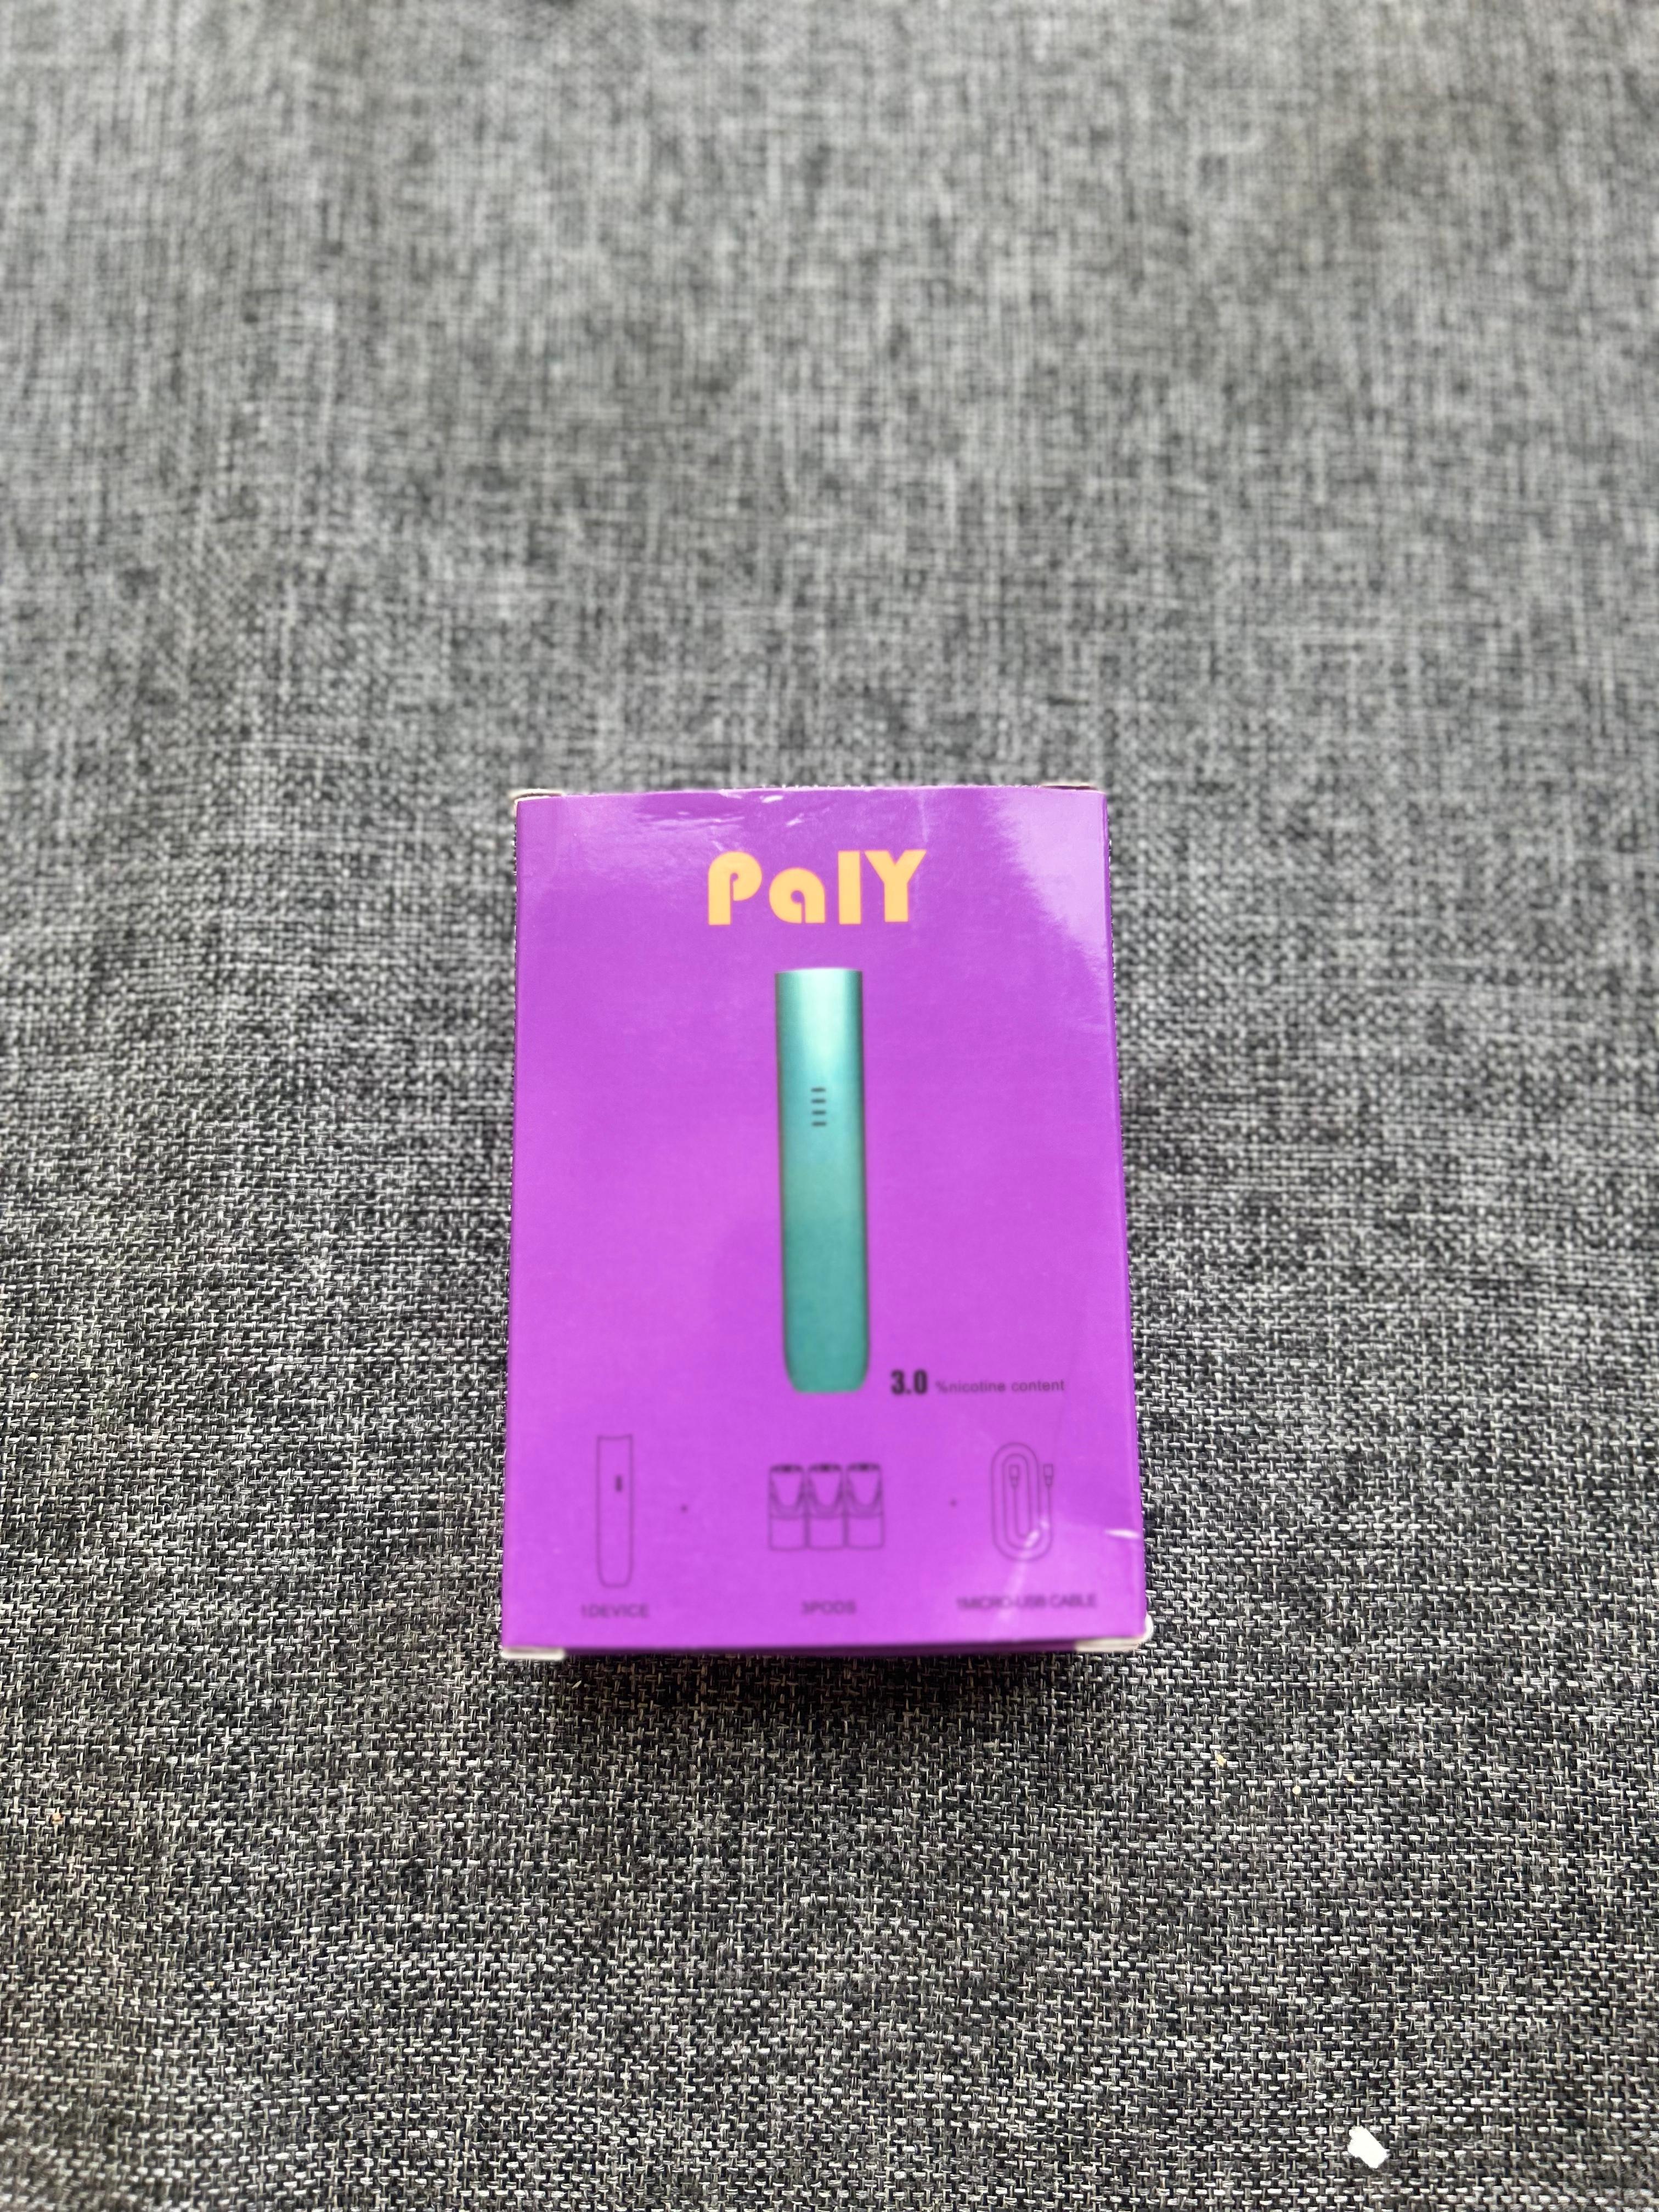 PalY
3.0 %nicotine content
1DEVICE
3PODS
1MICRO-USB CABLE